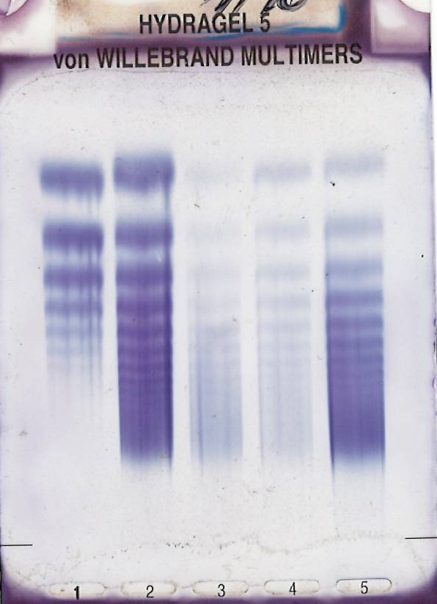 HYDRAGEL 5
von WILLEBRAND MULTIMERS
1 2 3 4 5